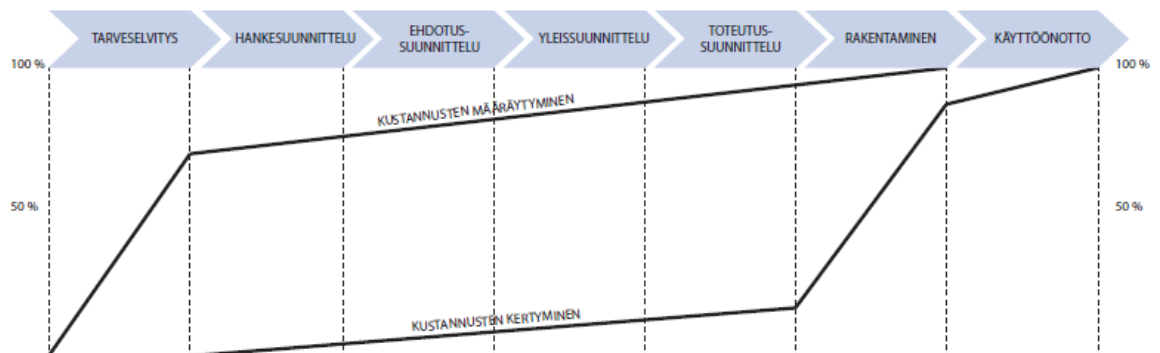 TARVESELVITYS
HANKESUUNNITTELU
EHDOTUS-
SUUNNITTELU
YLEISSUUNNITTELU
TOTEUTUS-
SUUNNITTELU
RAKENTAMINEN
KÄYTTÖÖNOTTO
100 %
100 %
KUSTANNUSTEN MÄÄRÄYTYMINEN
50 %
50 %
KUSTANNUSTEN KERTYMINEN